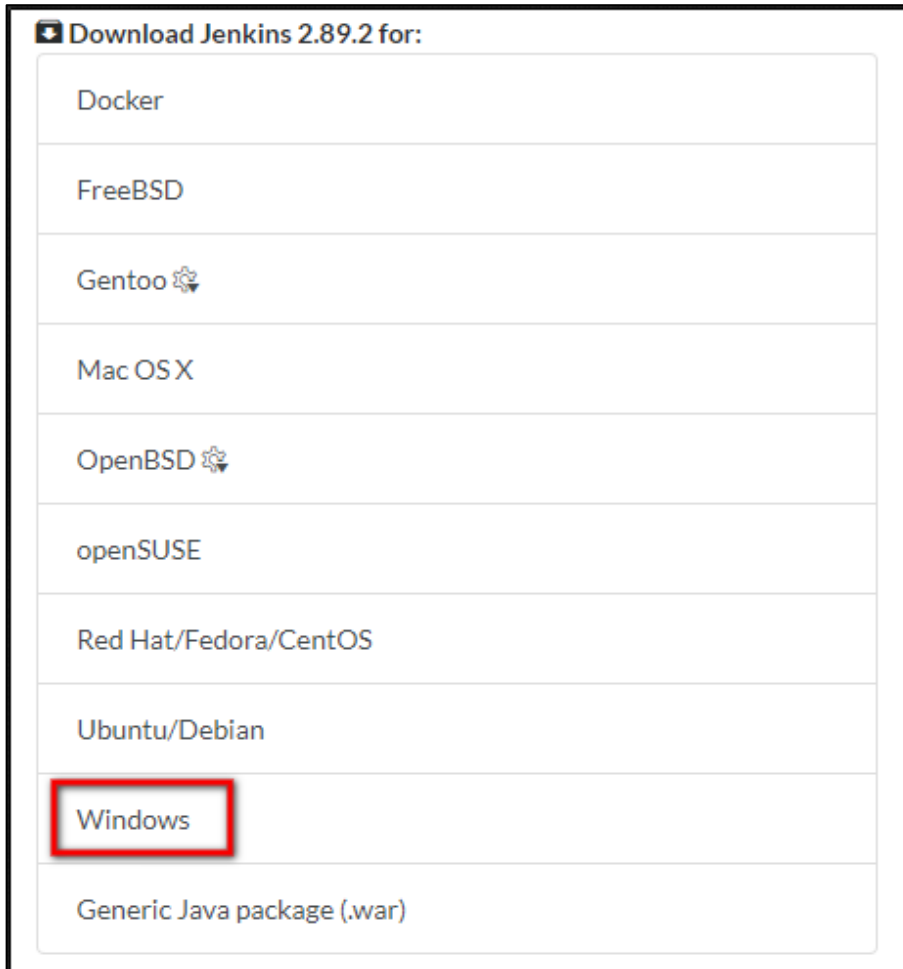 Download Jenkins 2.89.2 for:
Docker
FreeBSD
Gentoo
Mac OS X
OpenBSD
openSUSE
Red Hat/Fedora/CentOS
Ubuntu/Debian
Windows
Generic Java package (.war)